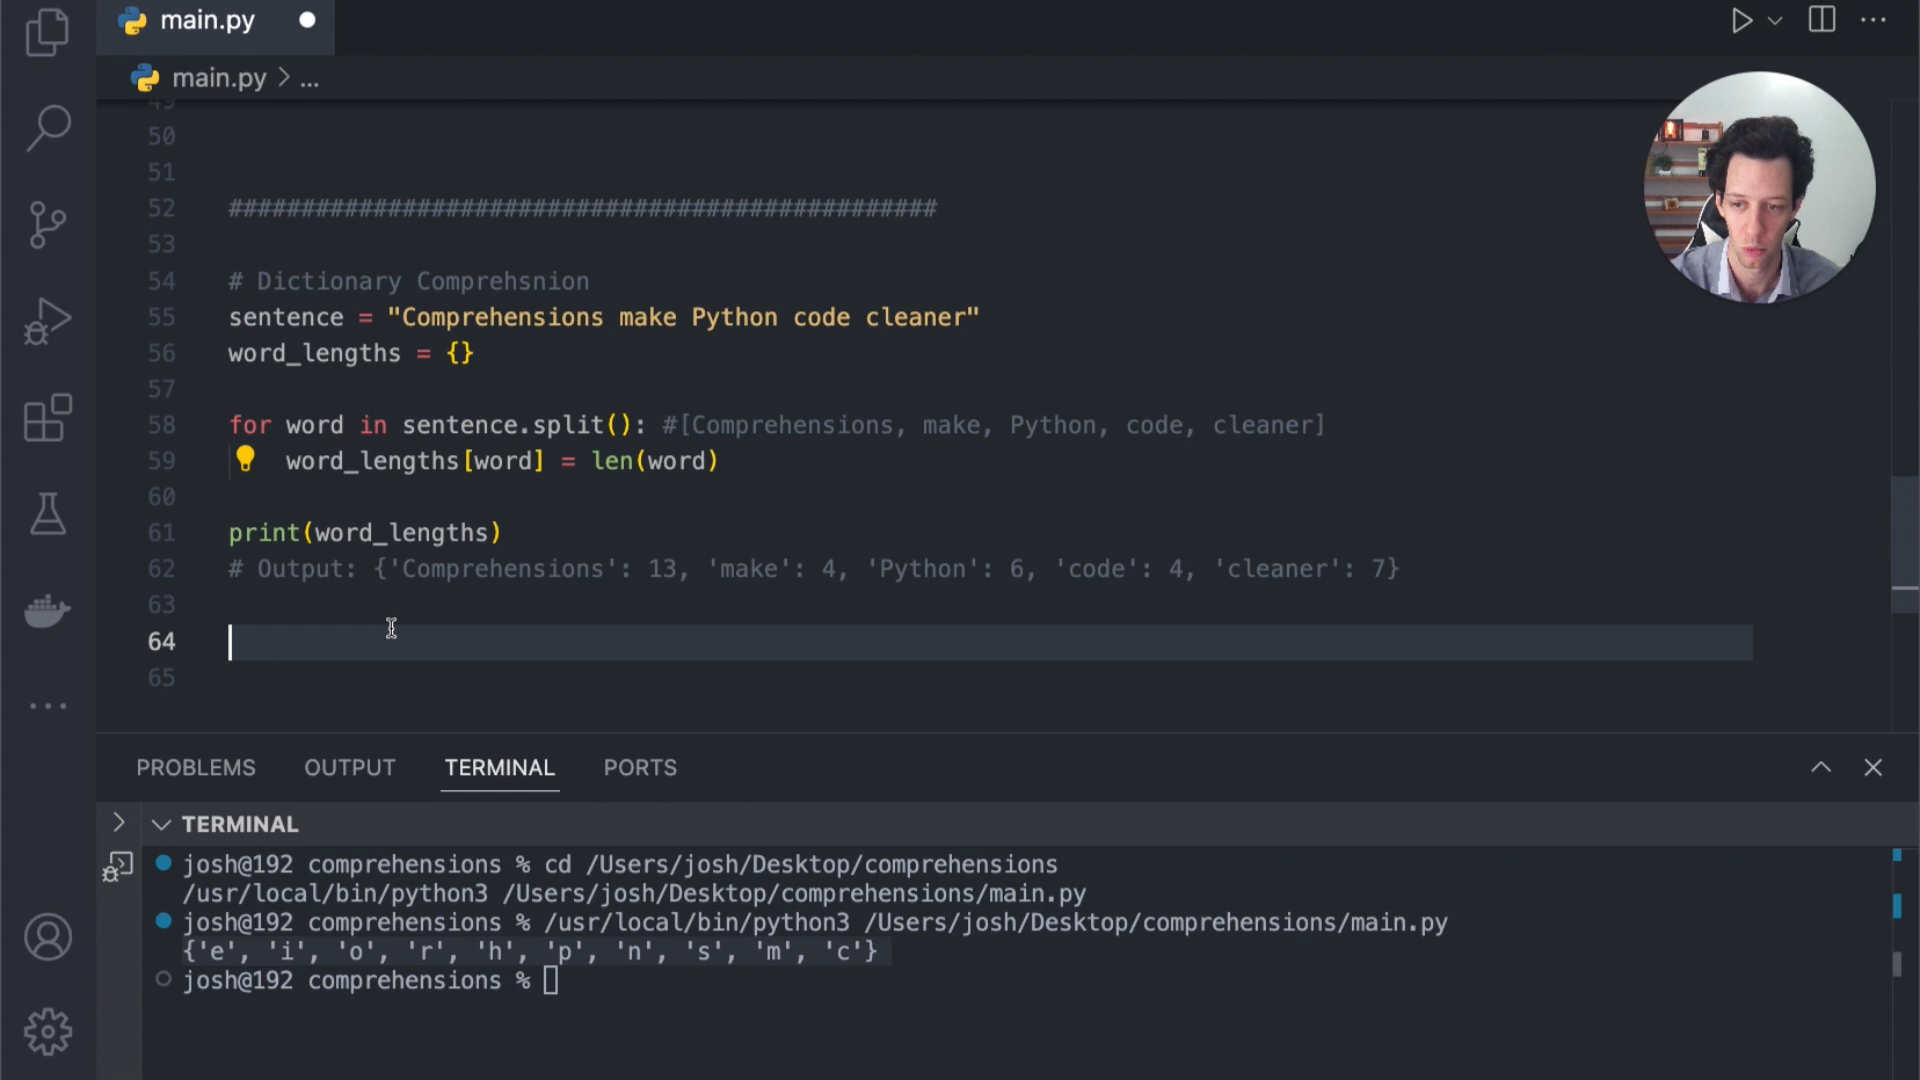 main.py
main.py > ...
49
50
51
52 #################################################
53
54 # Dictionary Comprehsnion
55 sentence = "Comprehensions make Python code cleaner"
56 word_lengths = {}
57
58 for word in sentence.split(): #[Comprehensions, make, Python, code, cleaner]
59 word_lengths[word] = len(word)
60
61 print(word_lengths)
62 # Output: {'Comprehensions': 13, 'make': 4, 'Python': 6, 'code': 4, 'cleaner': 7}
63
64
65
PROBLEMS OUTPUT TERMINAL PORTS
TERMINAL
josh@192 comprehensions % cd /Users/josh/Desktop/comprehensions
/usr/local/bin/python3 /Users/josh/Desktop/comprehensions/main.py
josh@192 comprehensions % /usr/local/bin/python3 /Users/josh/Desktop/comprehensions/main.py
{'e', 'i', 'o', 'r', 'h', 'p', 'n', 's', 'm', 'c'}
josh@192 comprehensions %